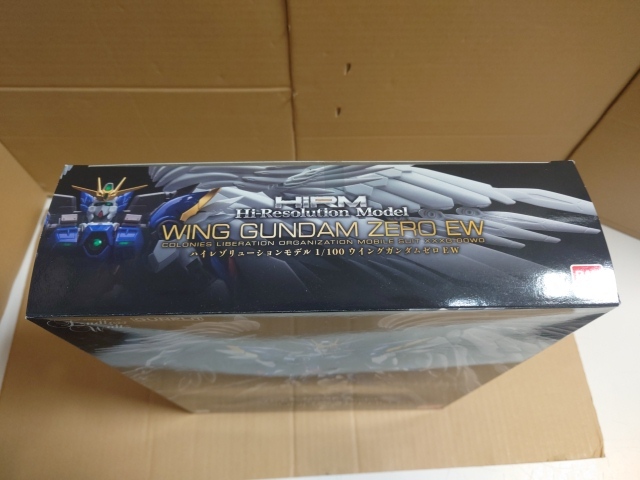 HiRM
Hi-Resolution Model
WING GUNDAM ZERO EW
COLONIES LIBERATION ORGANIZATION MOBILE SUIT XXXG-00W0
ハイレゾリューションモデル 1/100 ウイングガンダムゼロ EW